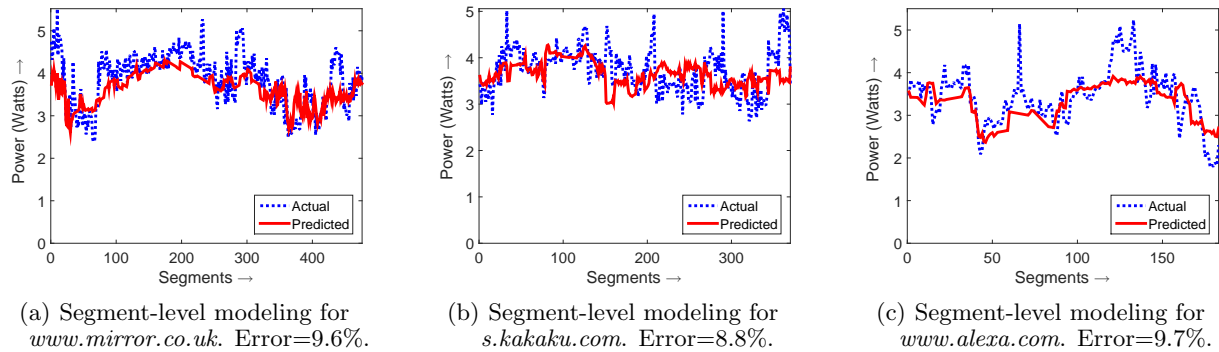 5
4
3
2
1
0
Power (Watts) →
Actual
Predicted
0 100 200 300 400
Segments →
(a) Segment-level modeling for
www.mirror.co.uk. Error=9.6%.
5
4
3
2
1
0
Power (Watts) →
Actual
Predicted
0 100 200 300
Segments →
(b) Segment-level modeling for
s.kakaku.com. Error=8.8%.
5
4
3
2
1
0
Power (Watts) →
Actual
Predicted
0 50 100 150
Segments →
(c) Segment-level modeling for
www.alexa.com. Error=9.7%.